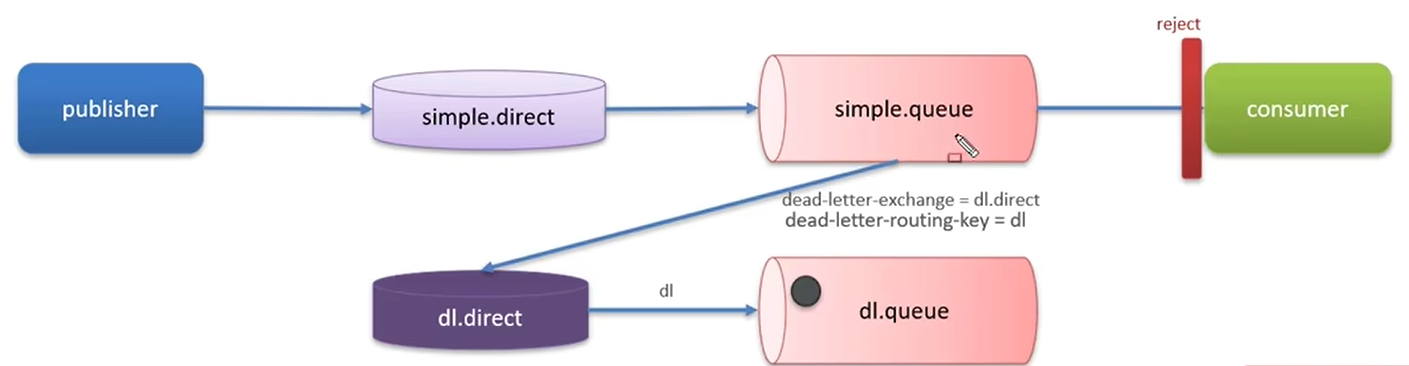 reject
publisher
simple.direct
simple.queue
consumer
dead-letter-exchange = dl.direct
dead-letter-routing-key = dl
dl.direct
dl
dl.queue